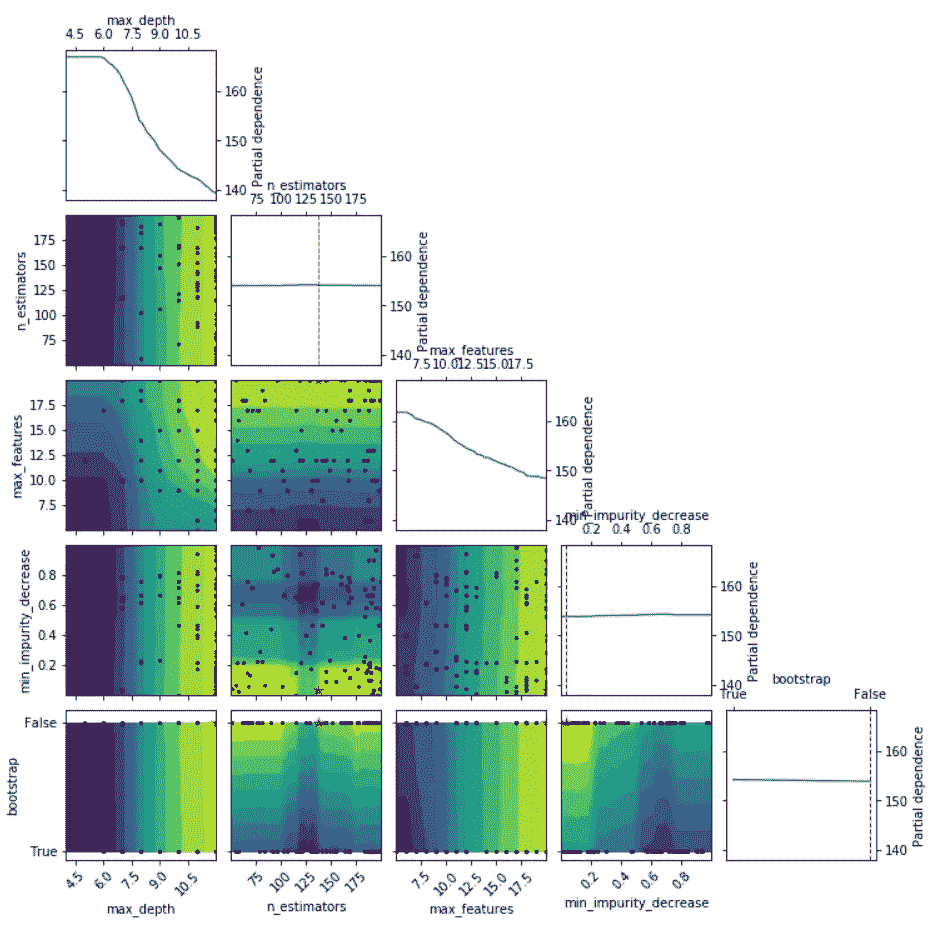 max_depth
4.5 6.0 7.5 9.0 10.5
160
150
140
Partial dependence
n_estimators
75 100 125 150 175
175
150
125
100
75
n_estimators
160
150
140
Partial dependence
max_features
7.5 10.0 12.5 15.0 17.5
17.5
15.0
12.5
10.0
7.5
max_features
160
150
140
Partial dependence
min_impurity_decrease
0.2 0.4 0.6 0.8
0.8
0.6
0.4
0.2
min_impurity_decrease
160
150
140
Partial dependence
bootstrap
True False
False
True
bootstrap
160
150
140
Partial dependence
4.5 6.0 7.5 9.0 10.5
max_depth
75 100 125 150 175
n_estimators
7.5 10.0 12.5 15.0 17.5
max_features
0.2 0.4 0.6 0.8
min_impurity_decrease